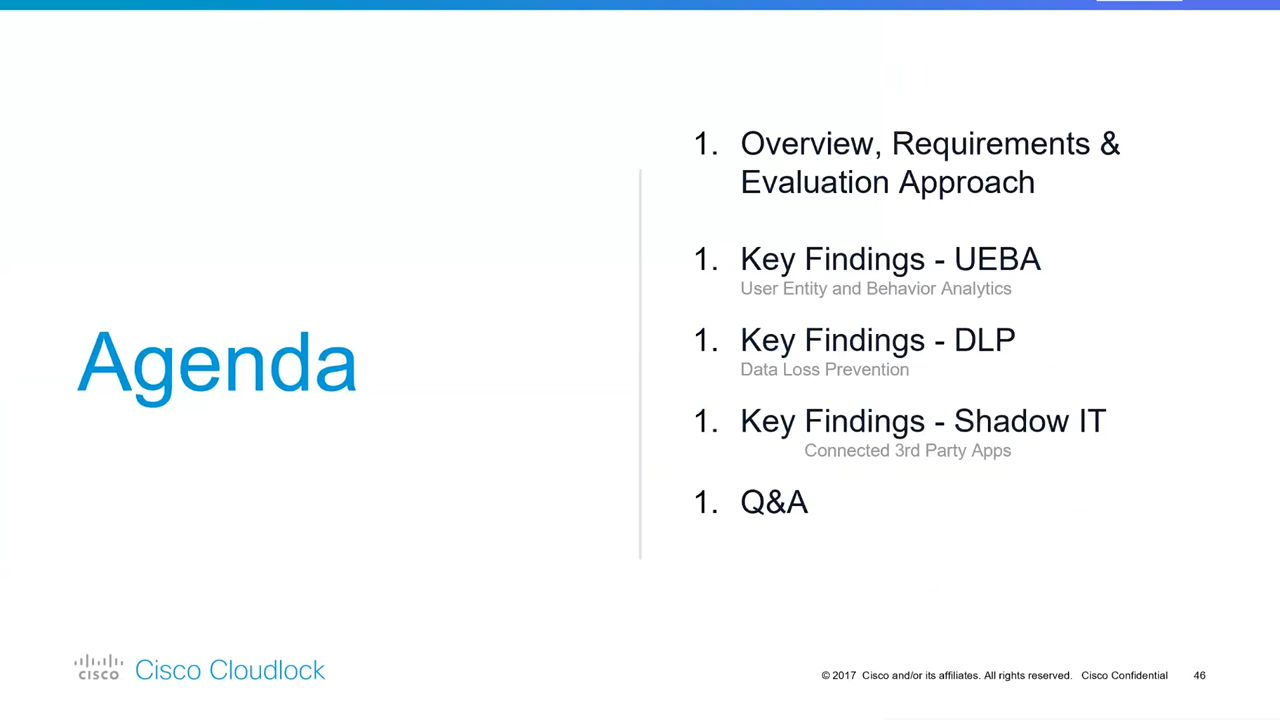 Agenda
1. Overview, Requirements &
Evaluation Approach
1. Key Findings - UEBA
User Entity and Behavior Analytics
1. Key Findings - DLP
Data Loss Prevention
1. Key Findings - Shadow IT
Connected 3rd Party Apps
1. Q&A
CISCO Cisco Cloudlock
© 2017 Cisco and/or its affiliates. All rights reserved. Cisco Confidential 46